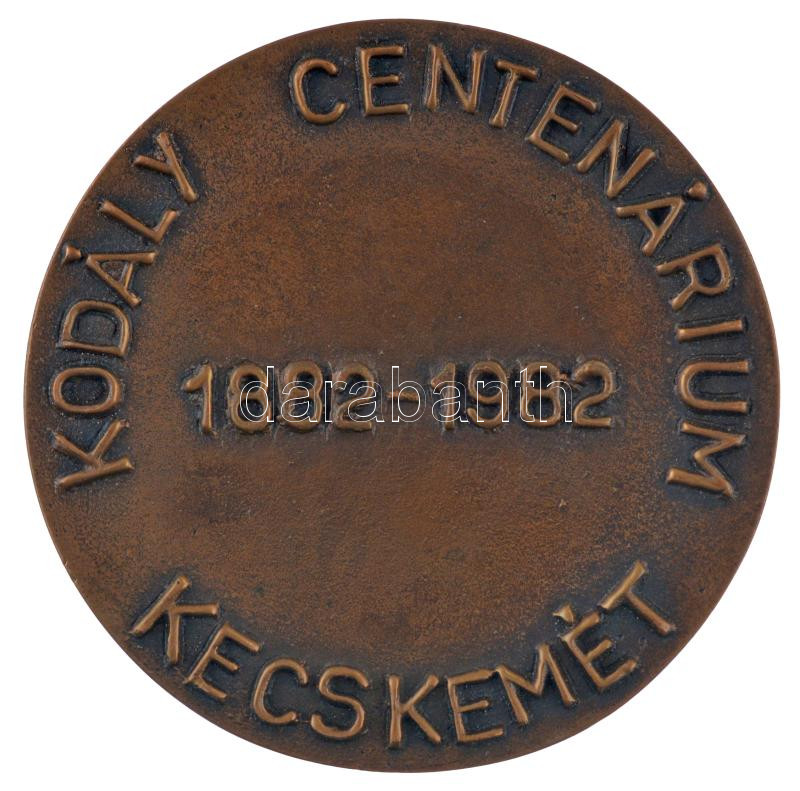 KODÁLY CENTENÁRIUM
1882-1982
KECSKEMÉT
darabanth